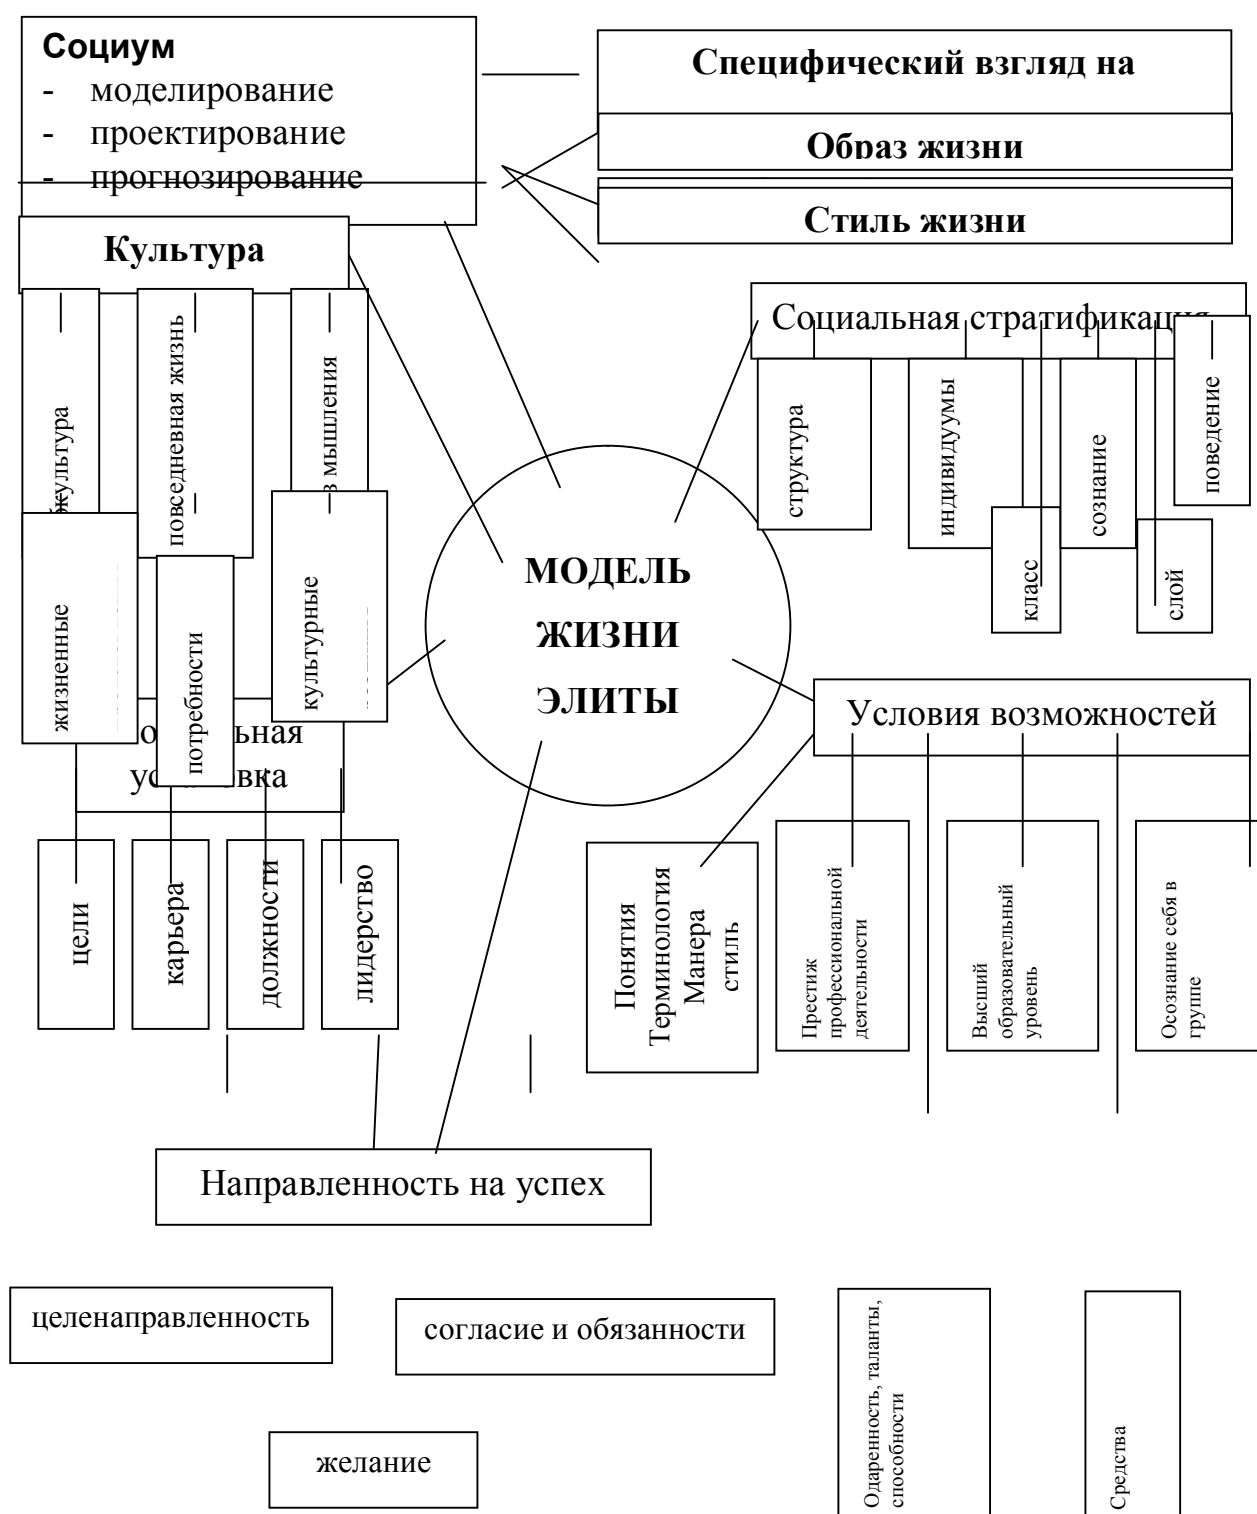 Социум
- моделирование
- проектирование
- прогнозирование
Специфический взгляд на
Образ жизни
Стиль жизни
Культура
повседневная жизнь
мышления
жизненные
потребности
культурные
Социальная стратификация
структура
индивидуумы
класс
сознание
слой
поведение
МОДЕЛЬ
ЖИЗНИ
ЭЛИТЫ
Условия возможностей
цели
карьера
должности
лидерство
Понятия
Терминология
Манера
стиль
Престиж
профессиональной
деятельности
Высший
образовательный
уровень
Осознание себя в
группе
Направленность на успех
целенаправленность
согласие и обязанности
желание
Одаренность, таланты,
способности
Средства